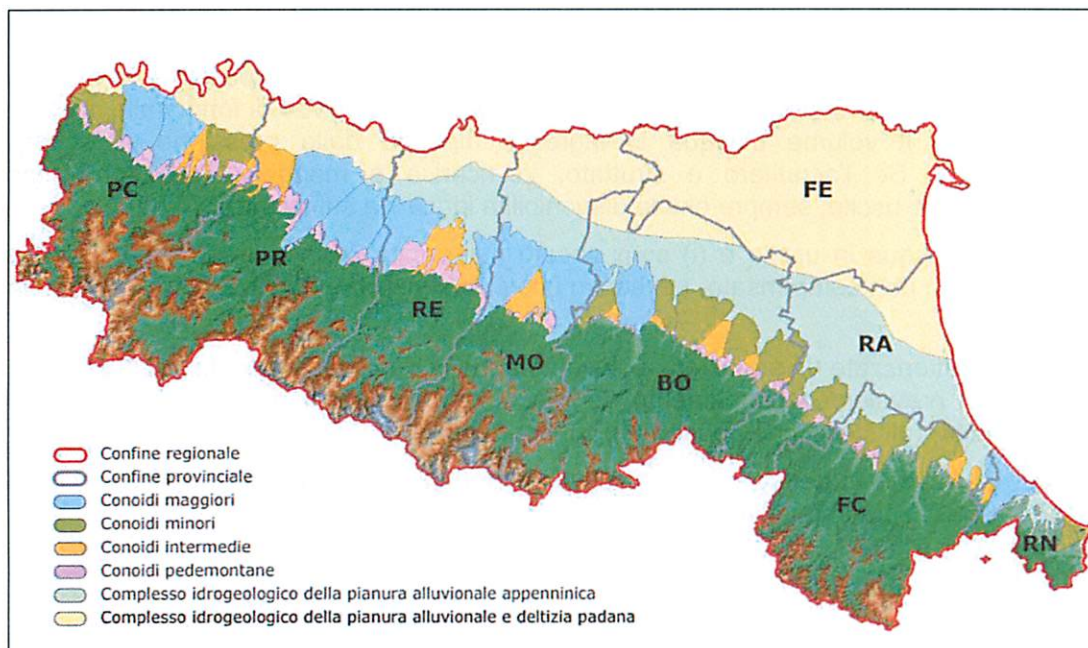 FE
PC
PR
RE
MO
BO
RA
FC
RN
Confine regionale
Confine provinciale
Conoidi maggiori
Conoidi minori
Conoidi intermedie
Conoidi pedemontane
Complesso idrogeologico della pianura alluvionale appenninica
Complesso idrogeologico della pianura alluvionale e deltizia padana